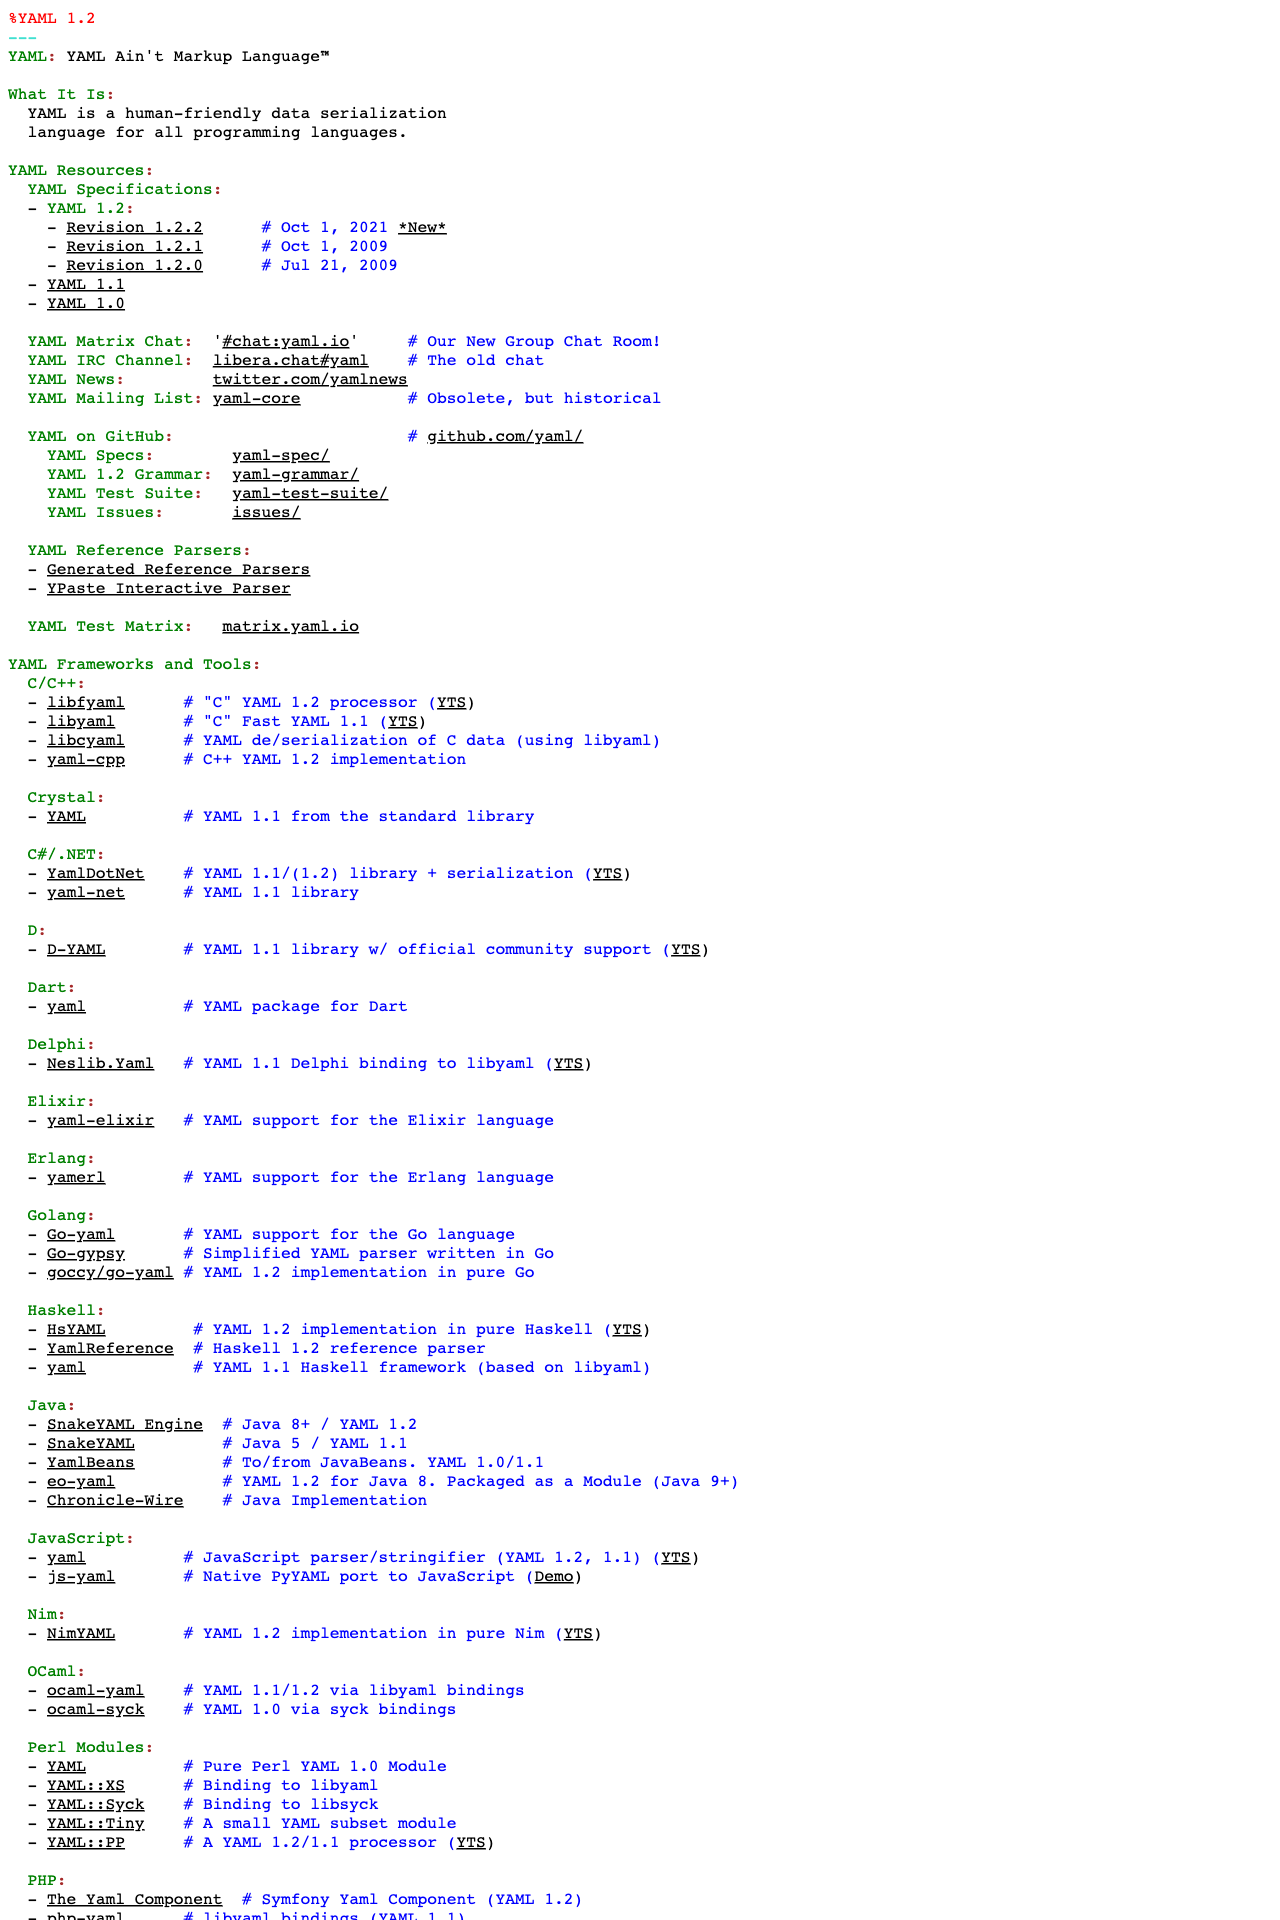 %YAML 1.2
---
YAML: YAML Ain't Markup Language™
What It Is:
YAML is a human-friendly data serialization
language for all programming languages.
YAML Resources:
YAML Specifications:
- YAML 1.2:
- Revision 1.2.2 # Oct 1, 2021 *New*
- Revision 1.2.1 # Oct 1, 2009
- Revision 1.2.0 # Jul 21, 2009
- YAML 1.1
- YAML 1.0
YAML Matrix Chat: '#chat:yaml.io' # Our New Group Chat Room!
YAML IRC Channel: libera.chat#yaml # The old chat
YAML News: twitter.com/yamlnews
YAML Mailing List: yaml-core # Obsolete, but historical
YAML on GitHub: # github.com/yaml/
YAML Specs: yaml-spec/
YAML 1.2 Grammar: yaml-grammar/
YAML Test Suite: yaml-test-suite/
YAML Issues: issues/
YAML Reference Parsers:
- Generated Reference Parsers
- YPaste Interactive Parser
YAML Test Matrix: matrix.yaml.io
YAML Frameworks and Tools:
C/C++:
- libfyaml # "C" YAML 1.2 processor (YTS)
- libyaml # "C" Fast YAML 1.1 (YTS)
- libcyaml # YAML de/serialization of C data (using libyaml)
- yaml-cpp # C++ YAML 1.2 implementation
Crystal:
- YAML # YAML 1.1 from the standard library
C#/.NET:
- YamlDotNet # YAML 1.1/(1.2) library + serialization (YTS)
- yaml-net # YAML 1.1 library
D:
- D-YAML # YAML 1.1 library w/ official community support (YTS)
Dart:
- yaml # YAML package for Dart
Delphi:
- Neslib.Yaml # YAML 1.1 Delphi binding to libyaml (YTS)
Elixir:
- yaml-elixir # YAML support for the Elixir language
Erlang:
- yamerl # YAML support for the Erlang language
Golang:
- Go-yaml # YAML support for the Go language
- Go-gypsy # Simplified YAML parser written in Go
- goccy/go-yaml # YAML 1.2 implementation in pure Go
Haskell:
- HsYAML # YAML 1.2 implementation in pure Haskell (YTS)
- YamlReference # Haskell 1.2 reference parser
- yaml # YAML 1.1 Haskell framework (based on libyaml)
Java:
- SnakeYAML Engine # Java 8+ / YAML 1.2
- SnakeYAML # Java 5 / YAML 1.1
- YamlBeans # To/from JavaBeans. YAML 1.0/1.1
- eo-yaml # YAML 1.2 for Java 8. Packaged as a Module (Java 9+)
- Chronicle-Wire # Java Implementation
JavaScript:
- yaml # JavaScript parser/stringifier (YAML 1.2, 1.1) (YTS)
- js-yaml # Native PyYAML port to JavaScript (Demo)
Nim:
- NimYAML # YAML 1.2 implementation in pure Nim (YTS)
OCaml:
- ocaml-yaml # YAML 1.1/1.2 via libyaml bindings
- ocaml-syck # YAML 1.0 via syck bindings
Perl Modules:
- YAML # Pure Perl YAML 1.0 Module
- YAML::XS # Binding to libyaml
- YAML::Syck # Binding to libsyck
- YAML::Tiny # A small YAML subset module
- YAML::PP # A YAML 1.2/1.1 processor (YTS)
PHP:
- The Yaml Component # Symfony Yaml Component (YAML 1.2)
- php-yaml # libyaml bindings (YAML 1.1)